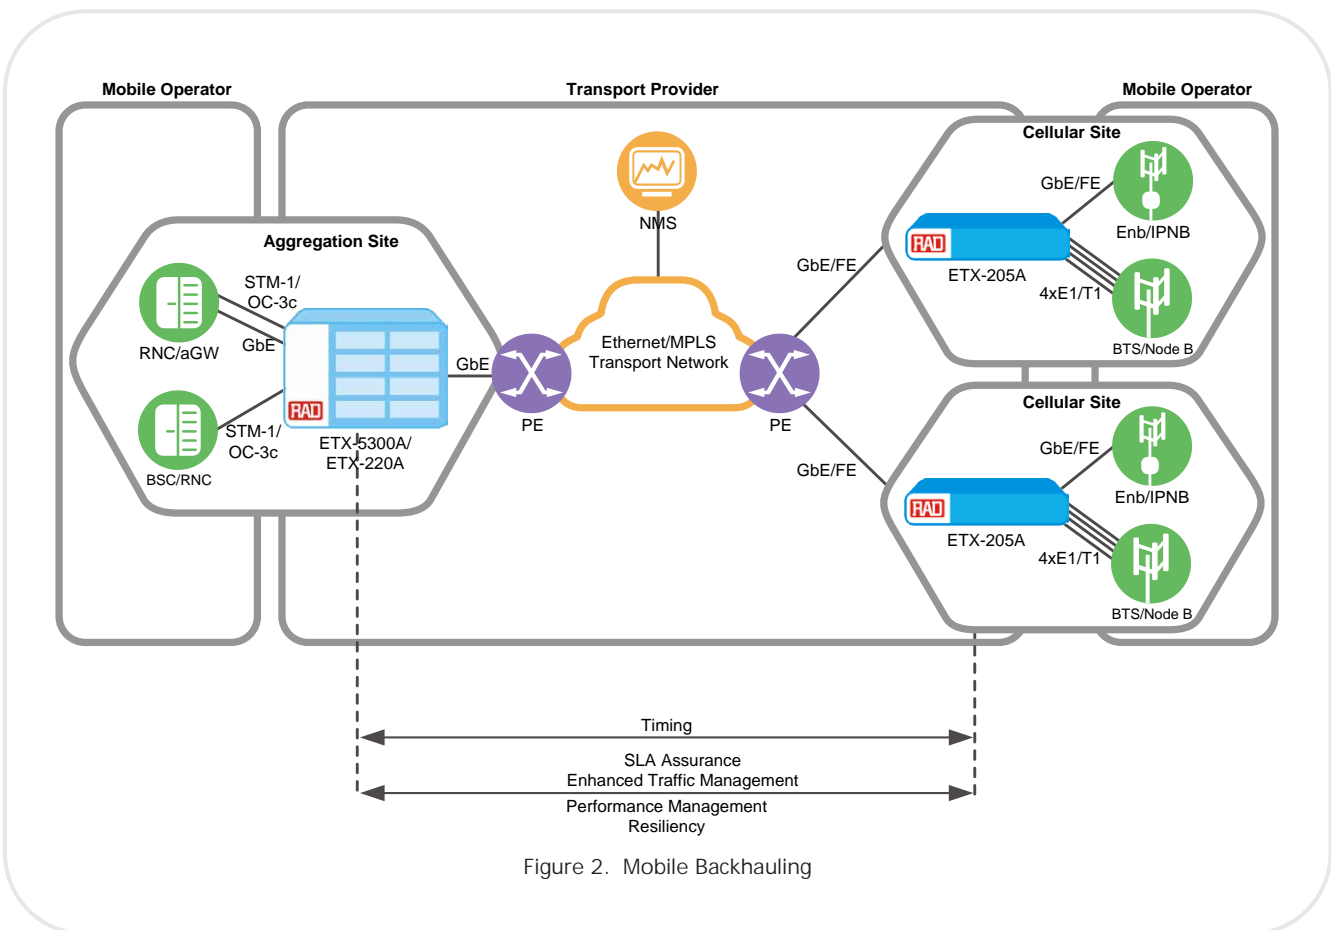 Mobile Operator
Transport Provider
Mobile Operator
Cellular Site
GbE/FE
NMS
Enb/IPNB
RAD
Aggregation Site
GbE/FE
ETX-205A
STM-1/
OC-3c
4xE1/T1
GbE
RNC/aGW
Ethernet/MPLS
Transport Network
BTS/Node B
GbE
RAD
PE
PE
Cellular Site
STM-1/
OC-3c
ETX-5300A/
ETX-220A
GbE/FE
GbE/FE
BSC/RNC
Enb/IPNB
RAD
ETX-205A
4xE1/T1
BTS/Node B
Timing
SLA Assurance
Enhanced Traffic Management
Performance Management
Resiliency
Figure 2. Mobile Backhauling